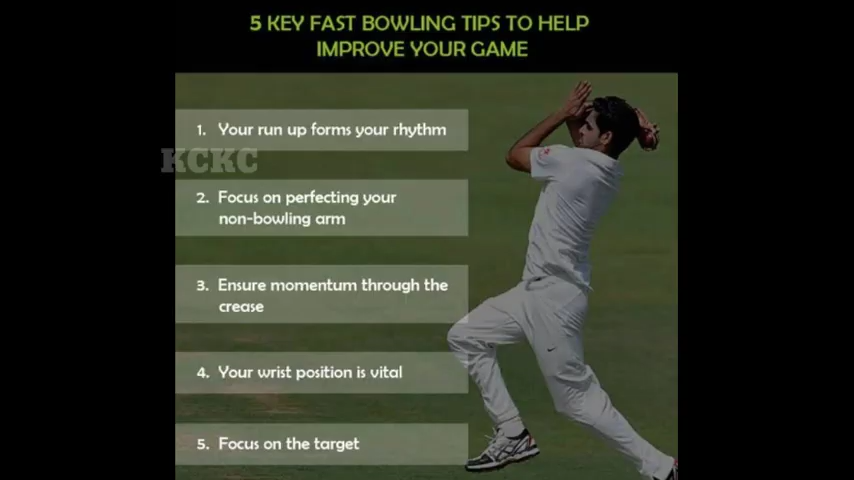 5 KEY FAST BOWLING TIPS TO HELP
IMPROVE YOUR GAME
1. Your run up forms your rhythm
KCKC
2. Focus on perfecting your
non-bowling arm
3. Ensure momentum through the
crease
4. Your wrist position is vital
5. Focus on the target